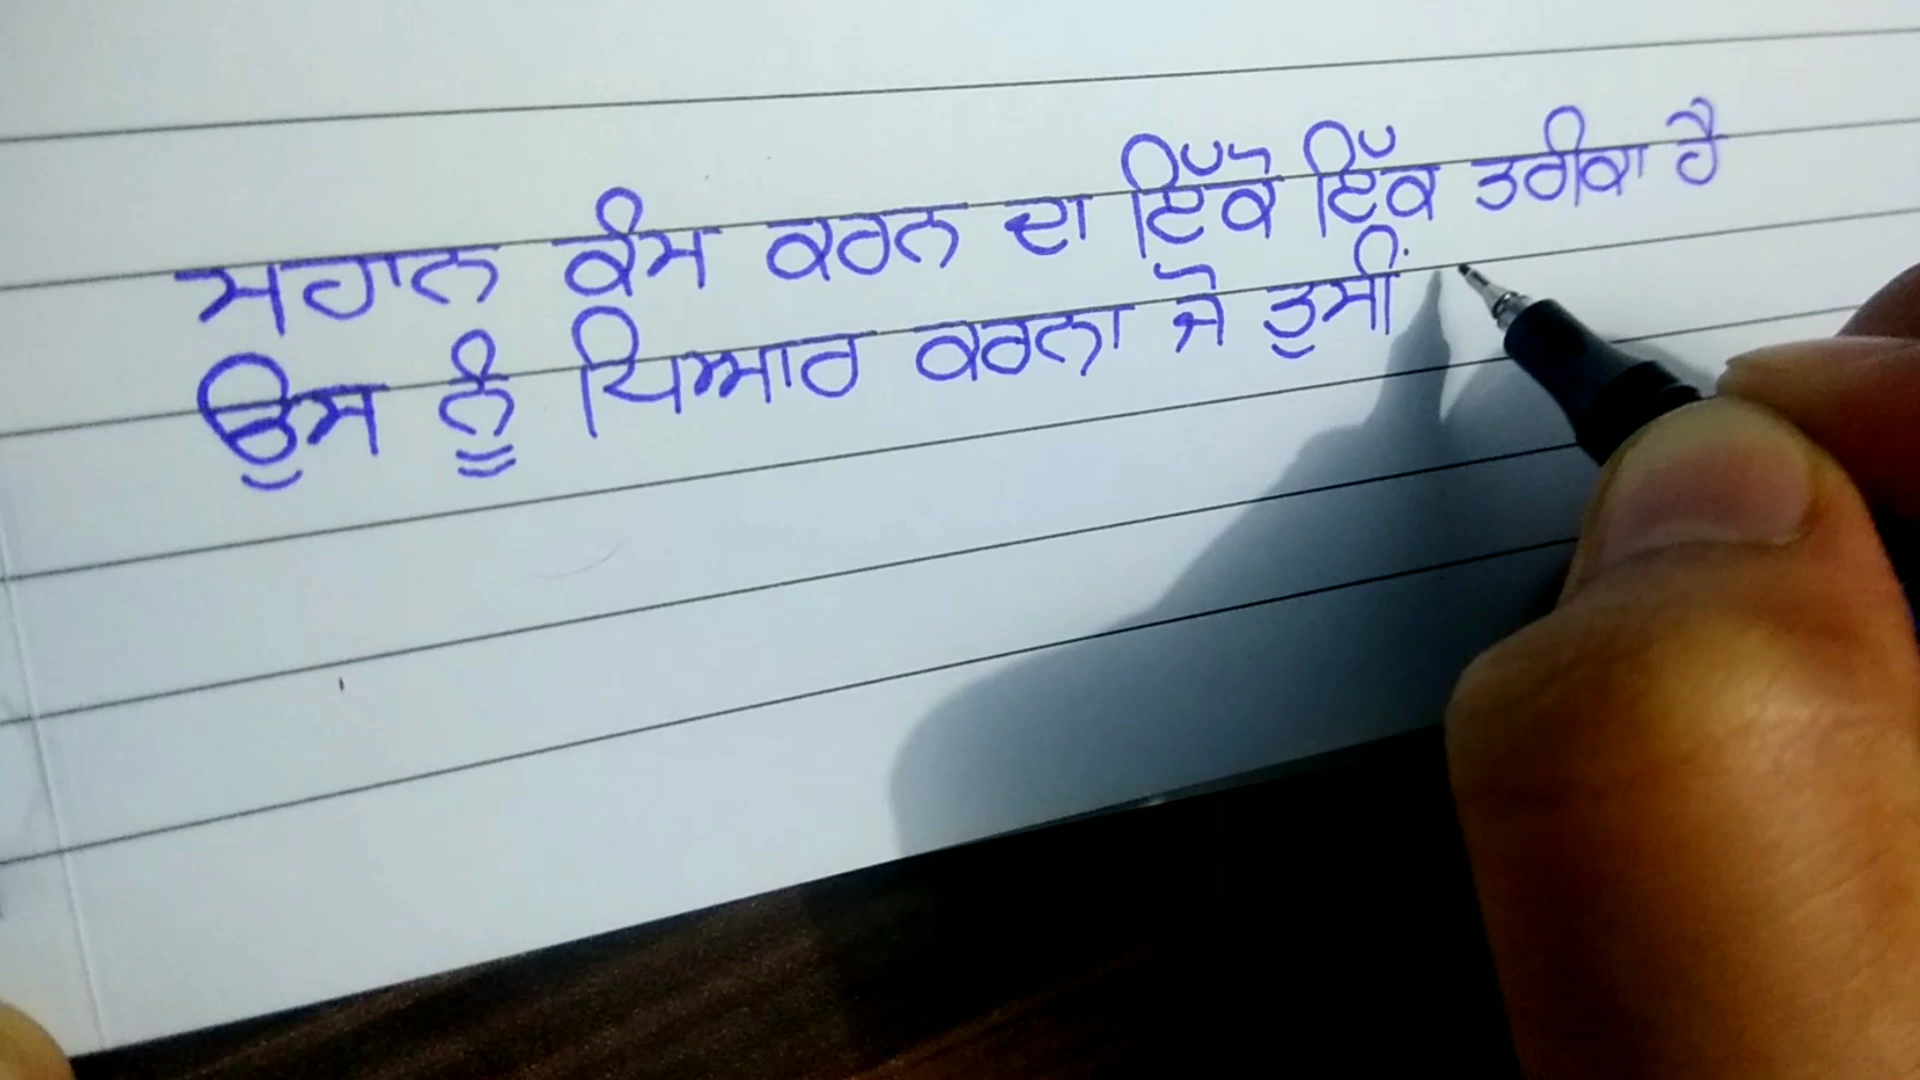 ਮਹਾਨ ਕੰਮ ਕਰਨ ਦਾ ਇੱਕੋ ਇੱਕ ਤਰੀਕਾ ਹੈ
ਉਸ ਨੂੰ ਪਿਆਰ ਕਰਨਾ ਜੋ ਤੁਸੀਂ